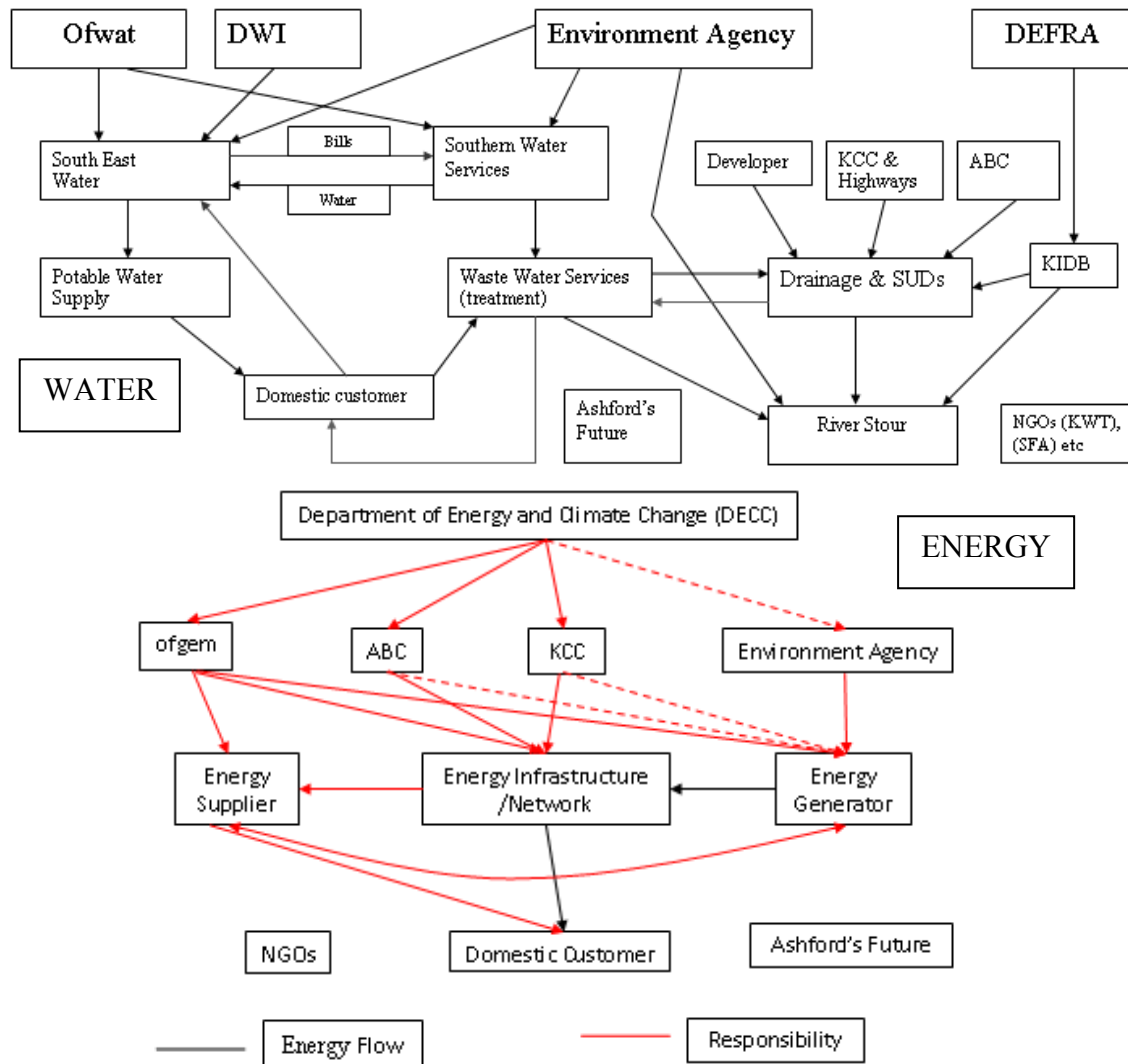 Ofwat
DWI
Environment Agency
DEFRA
South East
Water
Bills
Water
Southern Water
Services
Developer
KCC &
Highways
ABC
Potable Water
Supply
Waste Water Services
(treatment)
Drainage & SUDs
KIDB
WATER
Domestic customer
Ashford's
Future
River Stour
NGOs (KWT),
(SFA) etc
Department of Energy and Climate Change (DECC)
ENERGY
ofgem
ABC
KCC
Environment Agency
Energy
Supplier
Energy Infrastructure
/Network
Energy
Generator
NGOs
Domestic Customer
Ashford's Future
Energy Flow
Responsibility